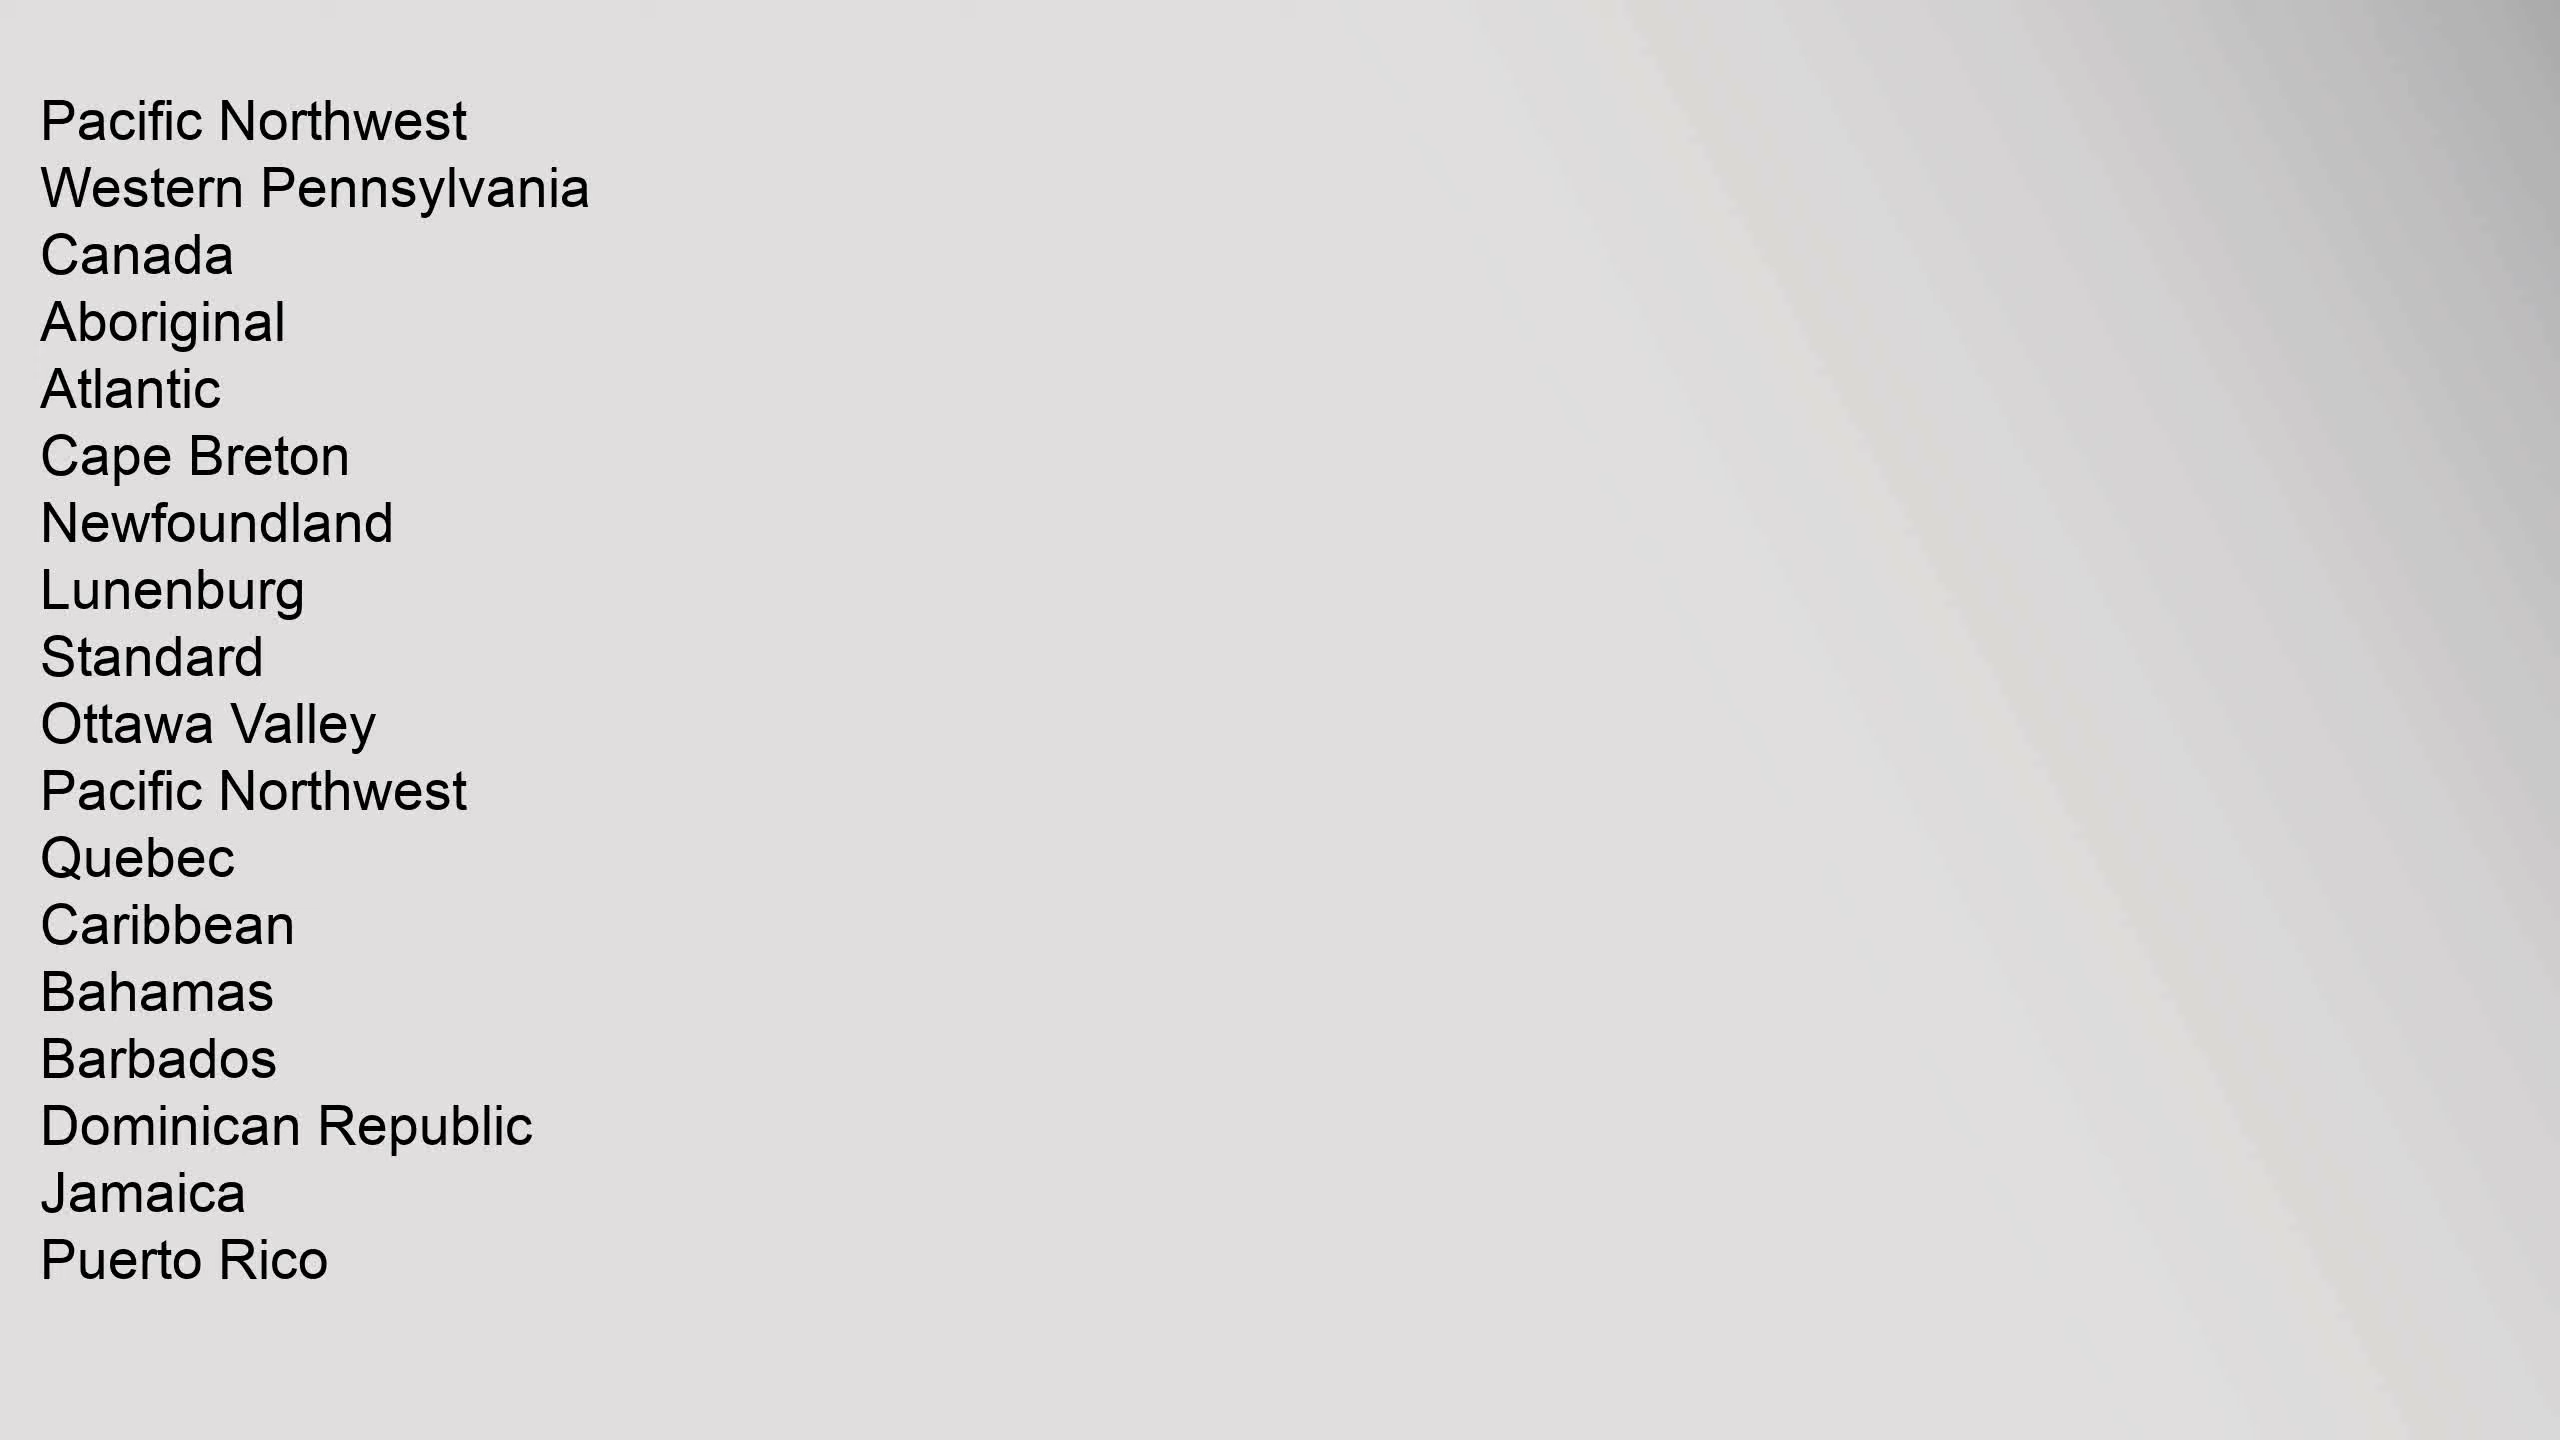 Pacific Northwest
Western Pennsylvania
Canada
Aboriginal
Atlantic
Cape Breton
Newfoundland
Lunenburg
Standard
Ottawa Valley
Pacific Northwest
Quebec
Caribbean
Bahamas
Barbados
Dominican Republic
Jamaica
Puerto Rico